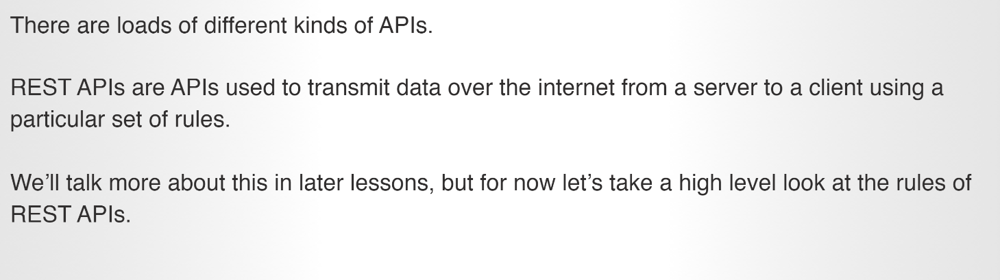 There are loads of different kinds of APIs.
REST APIs are APIs used to transmit data over the internet from a server to a client using a
particular set of rules.
We’ll talk more about this in later lessons, but for now let’s take a high level look at the rules of
REST APIs.